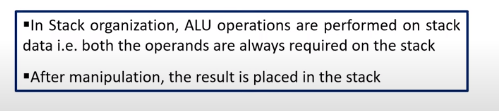 ▪In Stack organization, ALU operations are performed on stack
data i.e. both the operands are always required on the stack
▪After manipulation, the result is placed in the stack